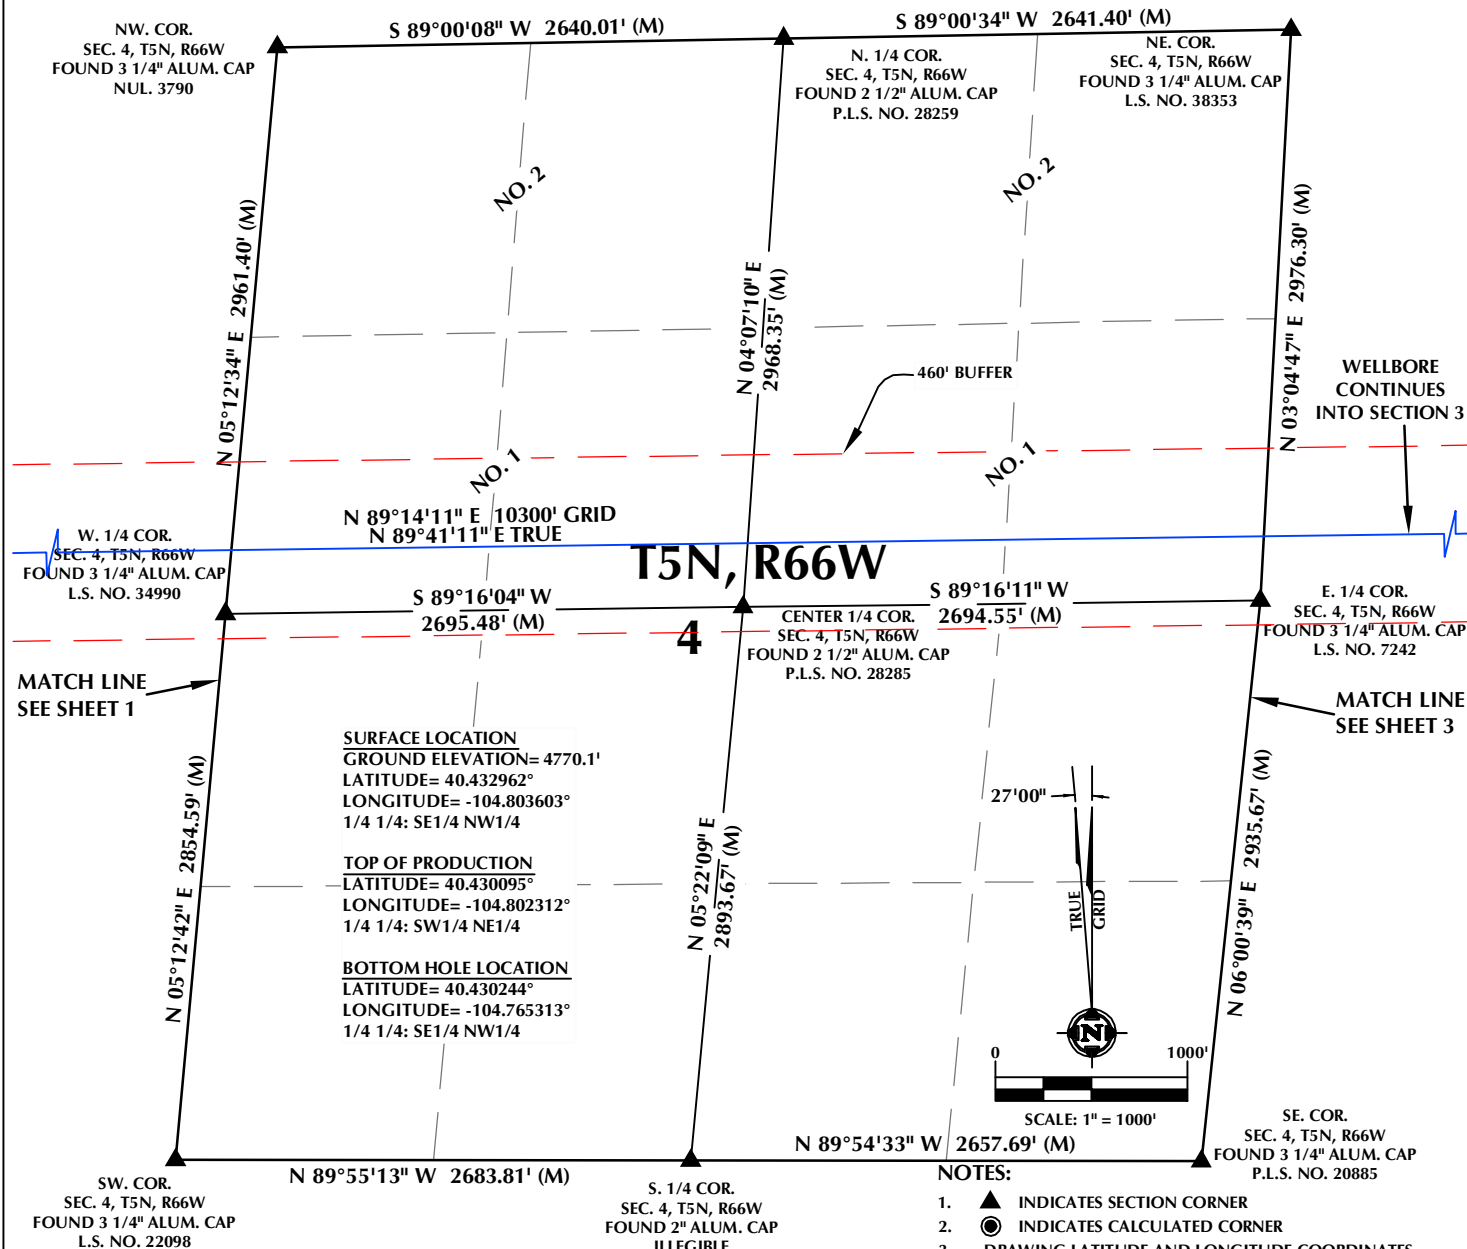 S 89°00'08" W 2640.01' (M)
S 89°00'34" W 2641.40' (M)
NW. COR.
SEC. 4, T5N, R66W
FOUND 3 1/4" ALUM. CAP
NUL. 3790
N. 1/4 COR.
SEC. 4, T5N, R66W
FOUND 2 1/2" ALUM. CAP
P.L.S. NO. 28259
NE. COR.
SEC. 4, T5N, R66W
FOUND 3 1/4" ALUM. CAP
L.S. NO. 38353
NO. 2
NO. 2
N 05°12'34" E 2961.40' (M)
N 04°07'10" E
2968.35' (M)
N 03°04'47" E 2976.30' (M)
460' BUFFER
WELLBORE
CONTINUES
INTO SECTION 3
NO. 1
NO. 1
N 89°14'11" E 10300' GRID
N 89°41'11" E TRUE
W. 1/4 COR.
SEC. 4, T5N, R66W
FOUND 3 1/4" ALUM. CAP
L.S. NO. 34990
T5N, R66W
4
S 89°16'04" W
2695.48' (M)
S 89°16'11" W
2694.55' (M)
CENTER 1/4 COR.
SEC. 4, T5N, R66W
FOUND 2 1/2" ALUM. CAP
P.L.S. NO. 28285
E. 1/4 COR.
SEC. 4, T5N, R66W
FOUND 3 1/4" ALUM. CAP
L.S. NO. 7242
MATCH LINE
SEE SHEET 1
MATCH LINE
SEE SHEET 3
SURFACE LOCATION
GROUND ELEVATION= 4770.1'
LATITUDE= 40.432962°
LONGITUDE= -104.803603°
1/4 1/4: SE1/4 NW1/4
TOP OF PRODUCTION
LATITUDE= 40.430095°
LONGITUDE= -104.802312°
1/4 1/4: SW1/4 NE1/4
BOTTOM HOLE LOCATION
LATITUDE= 40.430244°
LONGITUDE= -104.765313°
1/4 1/4: SE1/4 NW1/4
N 05°12'42" E 2854.59' (M)
N 05°22'09" E
2893.67' (M)
N 06°00'39" E 2935.67' (M)
27'00"
TRUE
GRID
N
0 1000'
SCALE: 1" = 1000'
N 89°55'13" W 2683.81' (M)
N 89°54'33" W 2657.69' (M)
SW. COR.
SEC. 4, T5N, R66W
FOUND 3 1/4" ALUM. CAP
L.S. NO. 22098
S. 1/4 COR.
SEC. 4, T5N, R66W
FOUND 2" ALUM. CAP
ILLEGIBLE
SE. COR.
SEC. 4, T5N, R66W
FOUND 3 1/4" ALUM. CAP
P.L.S. NO. 20885
NOTES:
1. INDICATES SECTION CORNER
2. INDICATES CALCULATED CORNER
3. DRAWING LATITUDE AND LONGITUDE COORDINATES